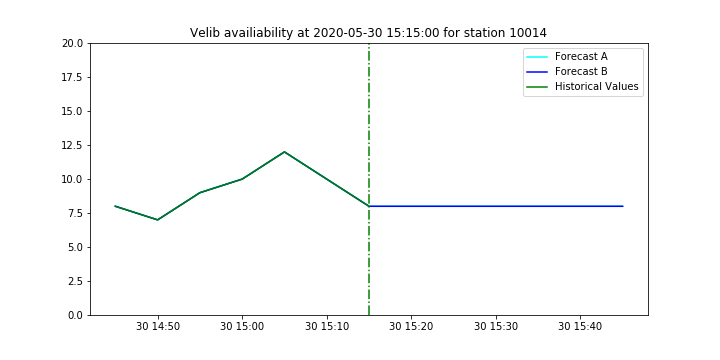 Velib availiability at 2020-05-30 15:15:00 for station 10014
20.0
17.5
15.0
12.5
10.0
7.5
5.0
2.5
0.0
Forecast A
Forecast B
Historical Values
30 14:50 30 15:00 30 15:10 30 15:20 30 15:30 30 15:40